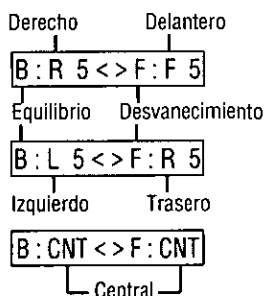 Derecho Delantero
B:R 5<>F:F 5
Equilibrio Desvanecimiento
B:L 5<>F:R 5
Izquierdo Trasero
B:CNT<>F:CNT
Central